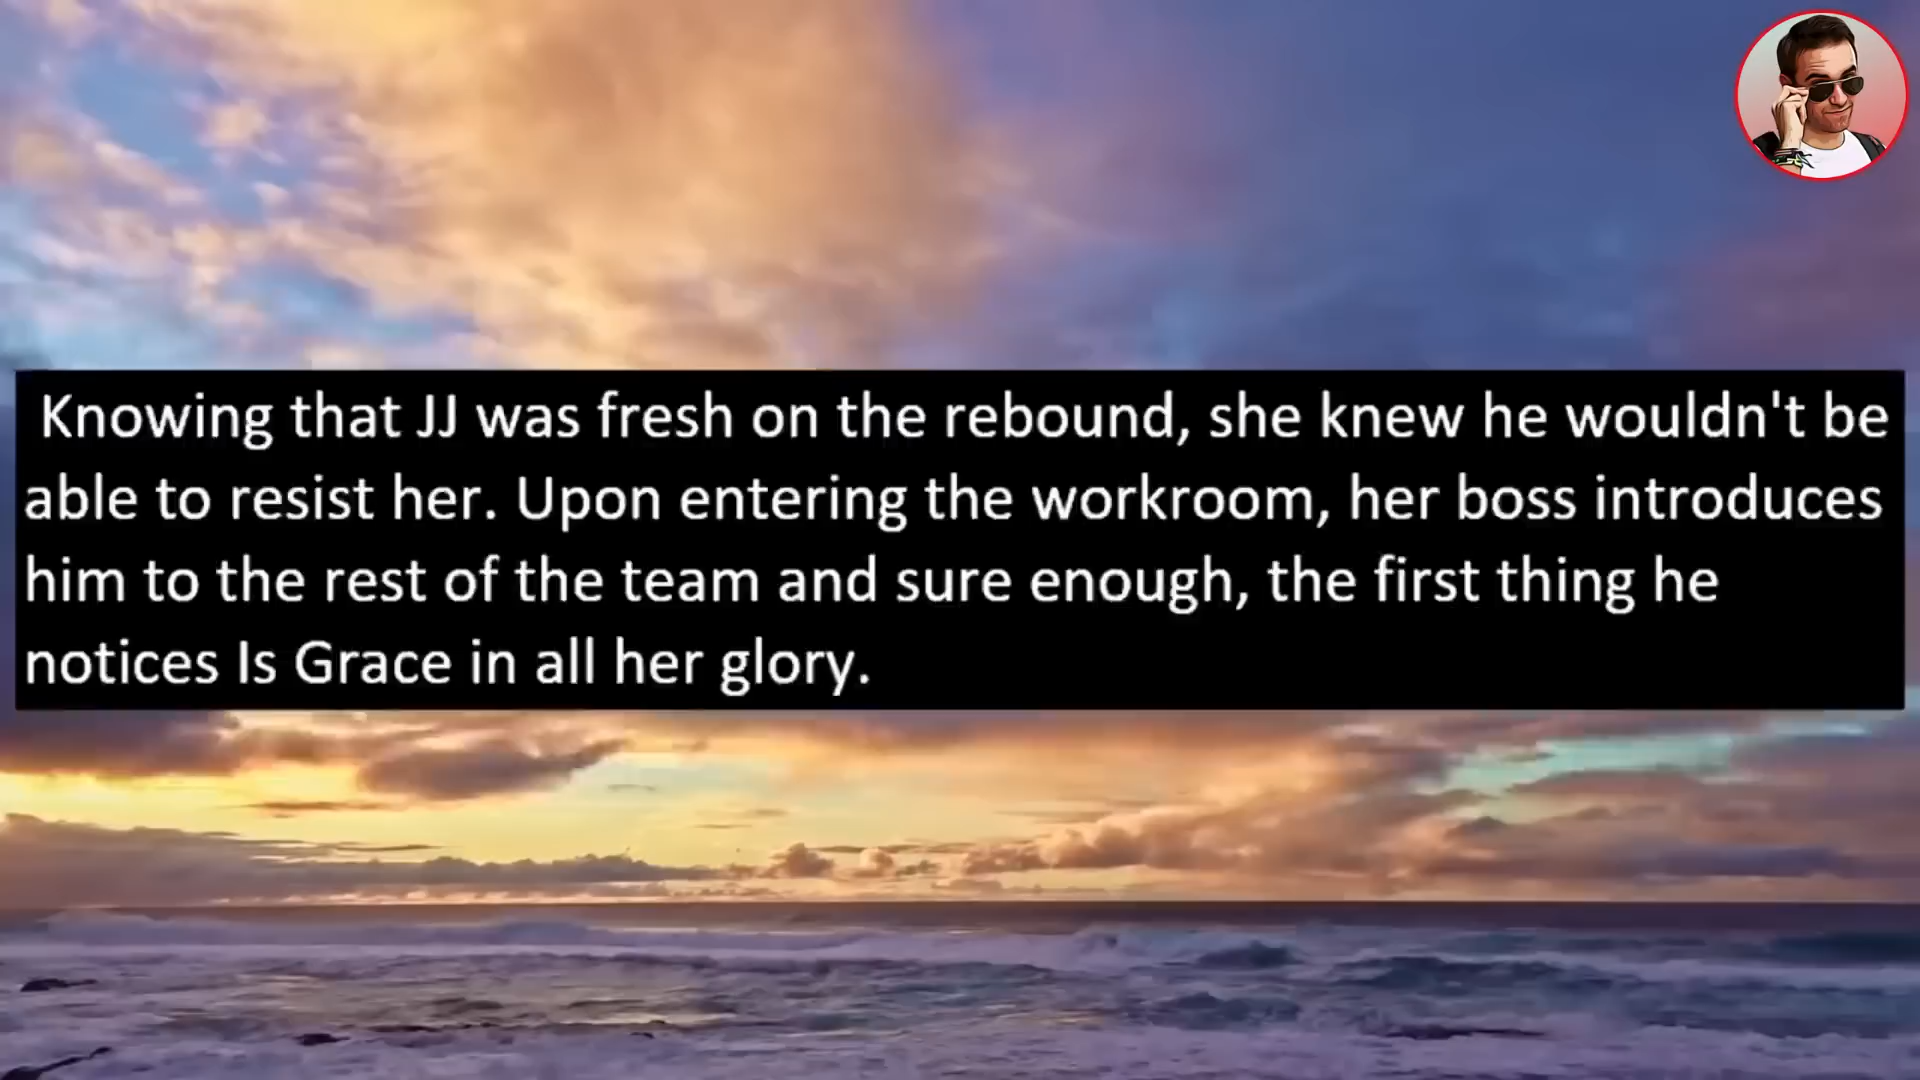 Knowing that JJ was fresh on the rebound, she knew he wouldn't be
able to resist her. Upon entering the workroom, her boss introduces
him to the rest of the team and sure enough, the first thing he
notices Is Grace in all her glory.